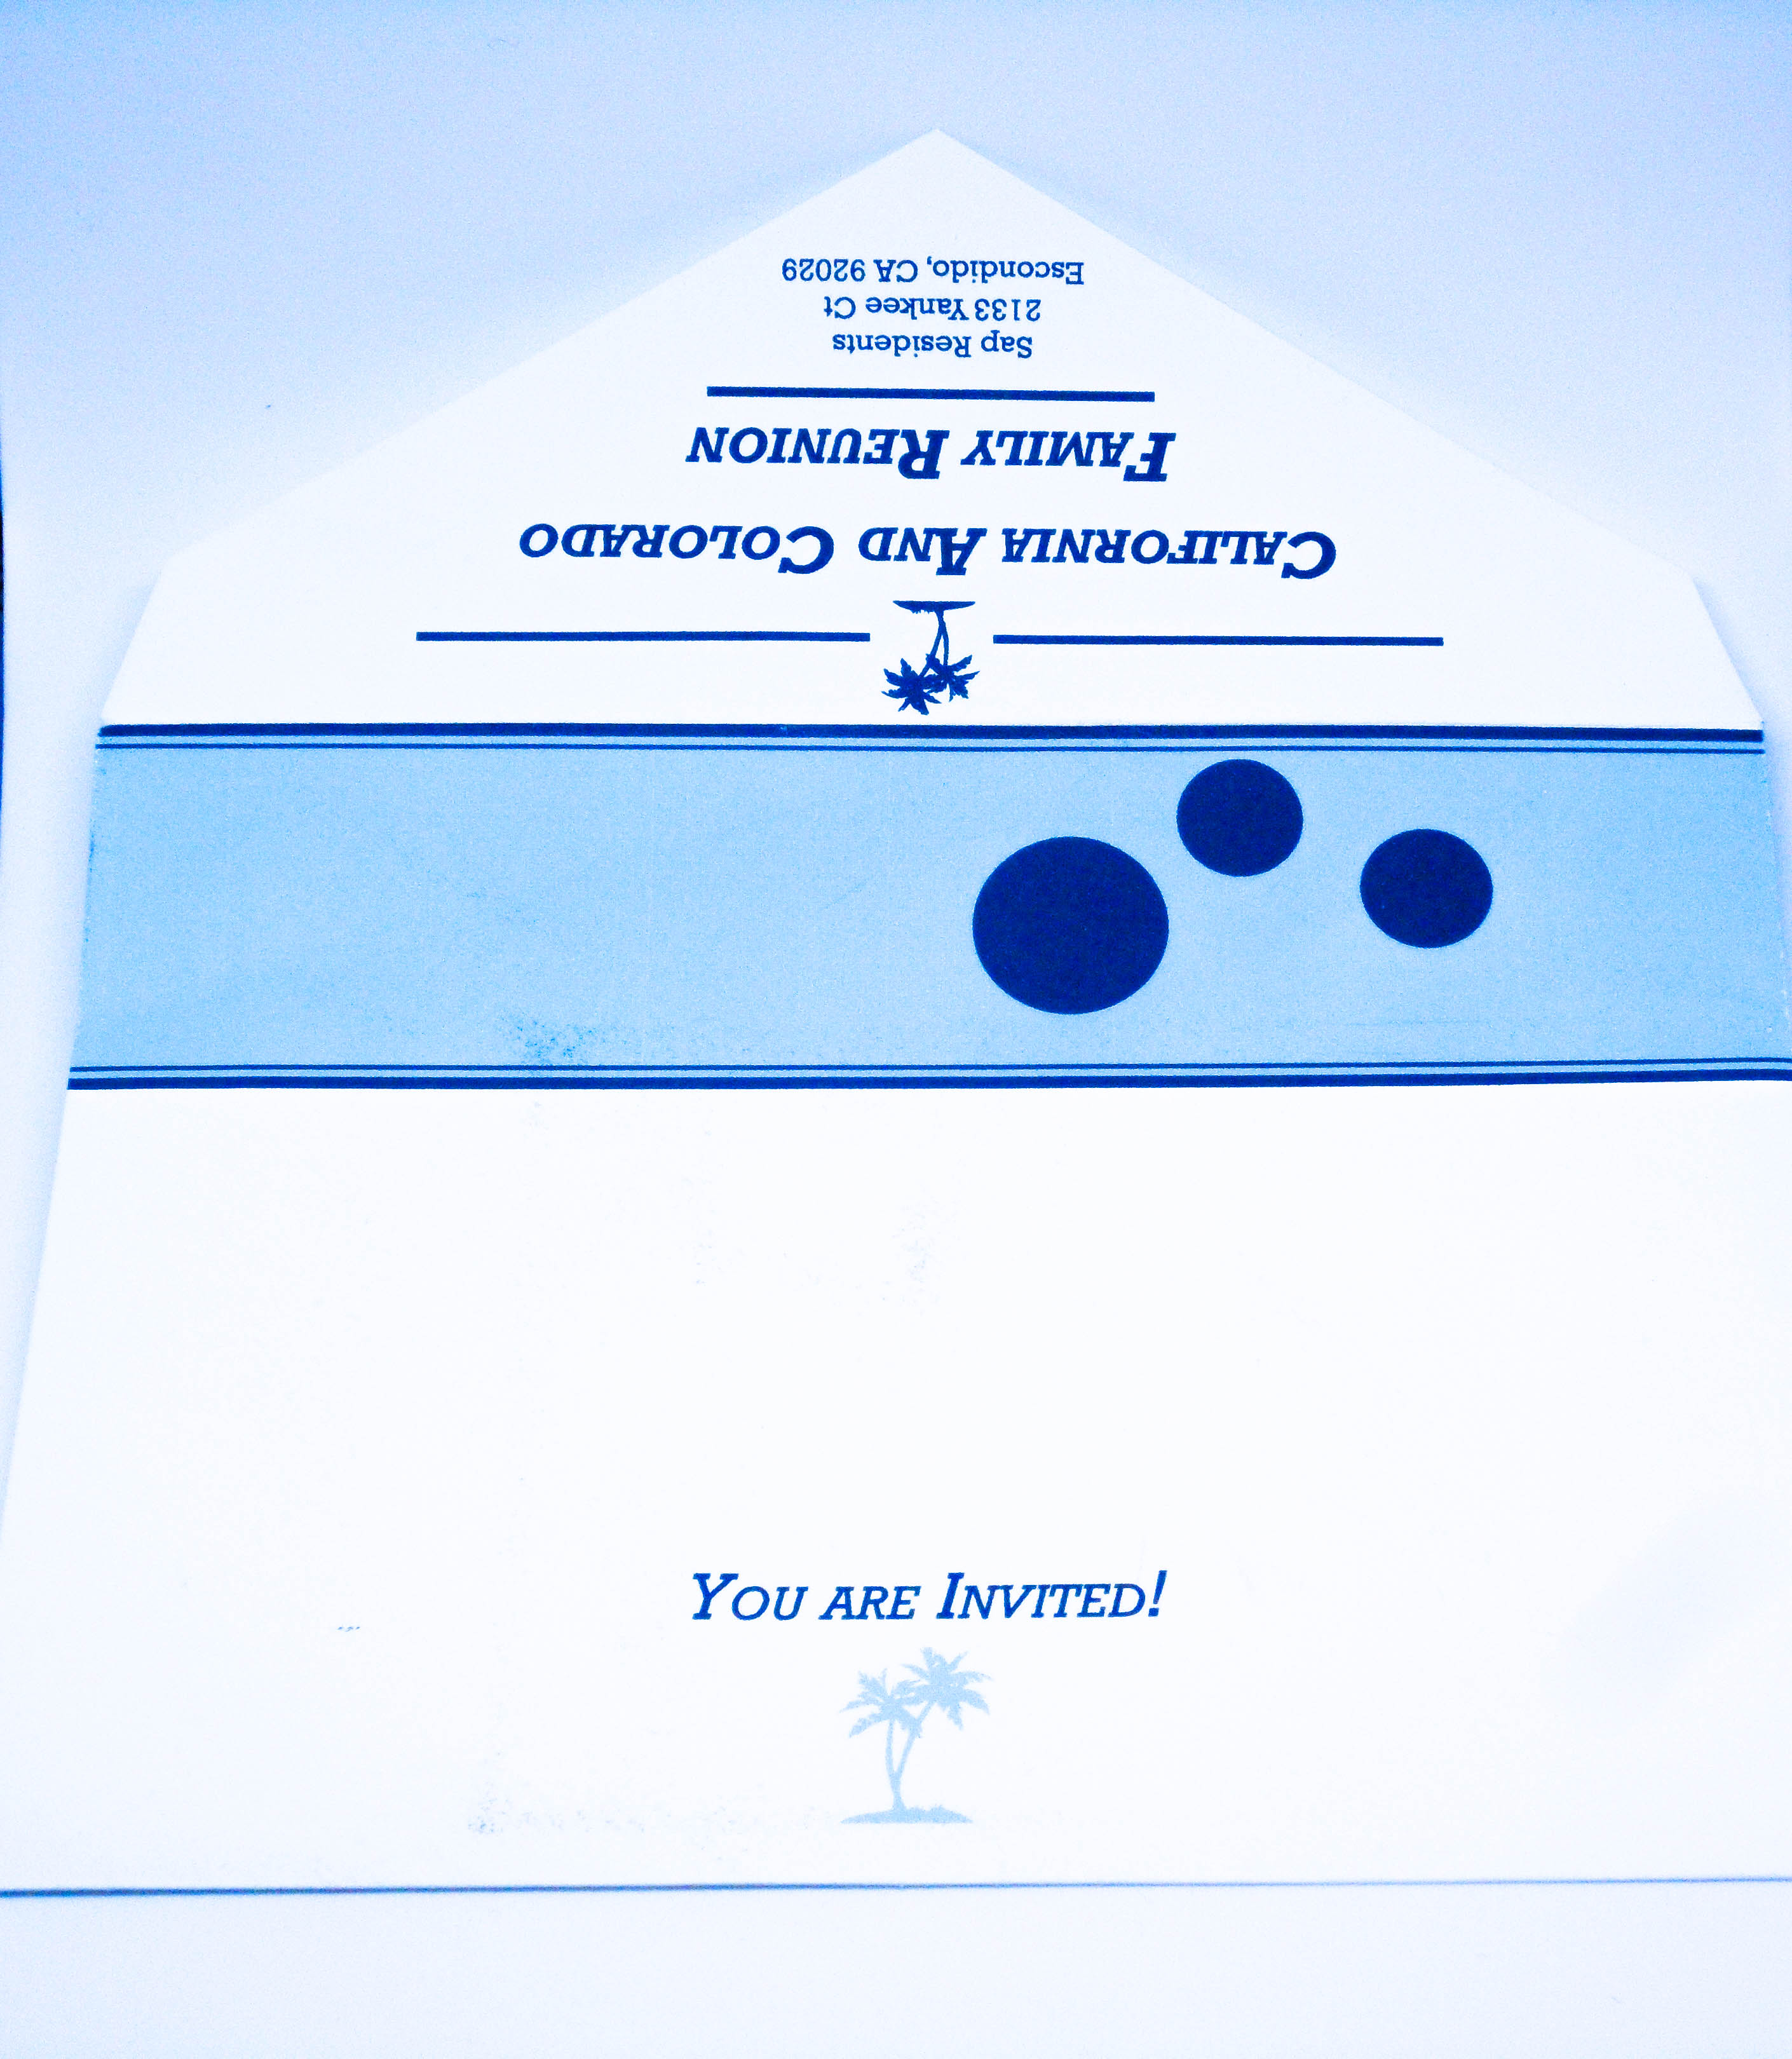 California And Colorado
Family Reunion
Sap Residents
2133 Yankee Ct
Escondido, CA 92029
You are Invited!